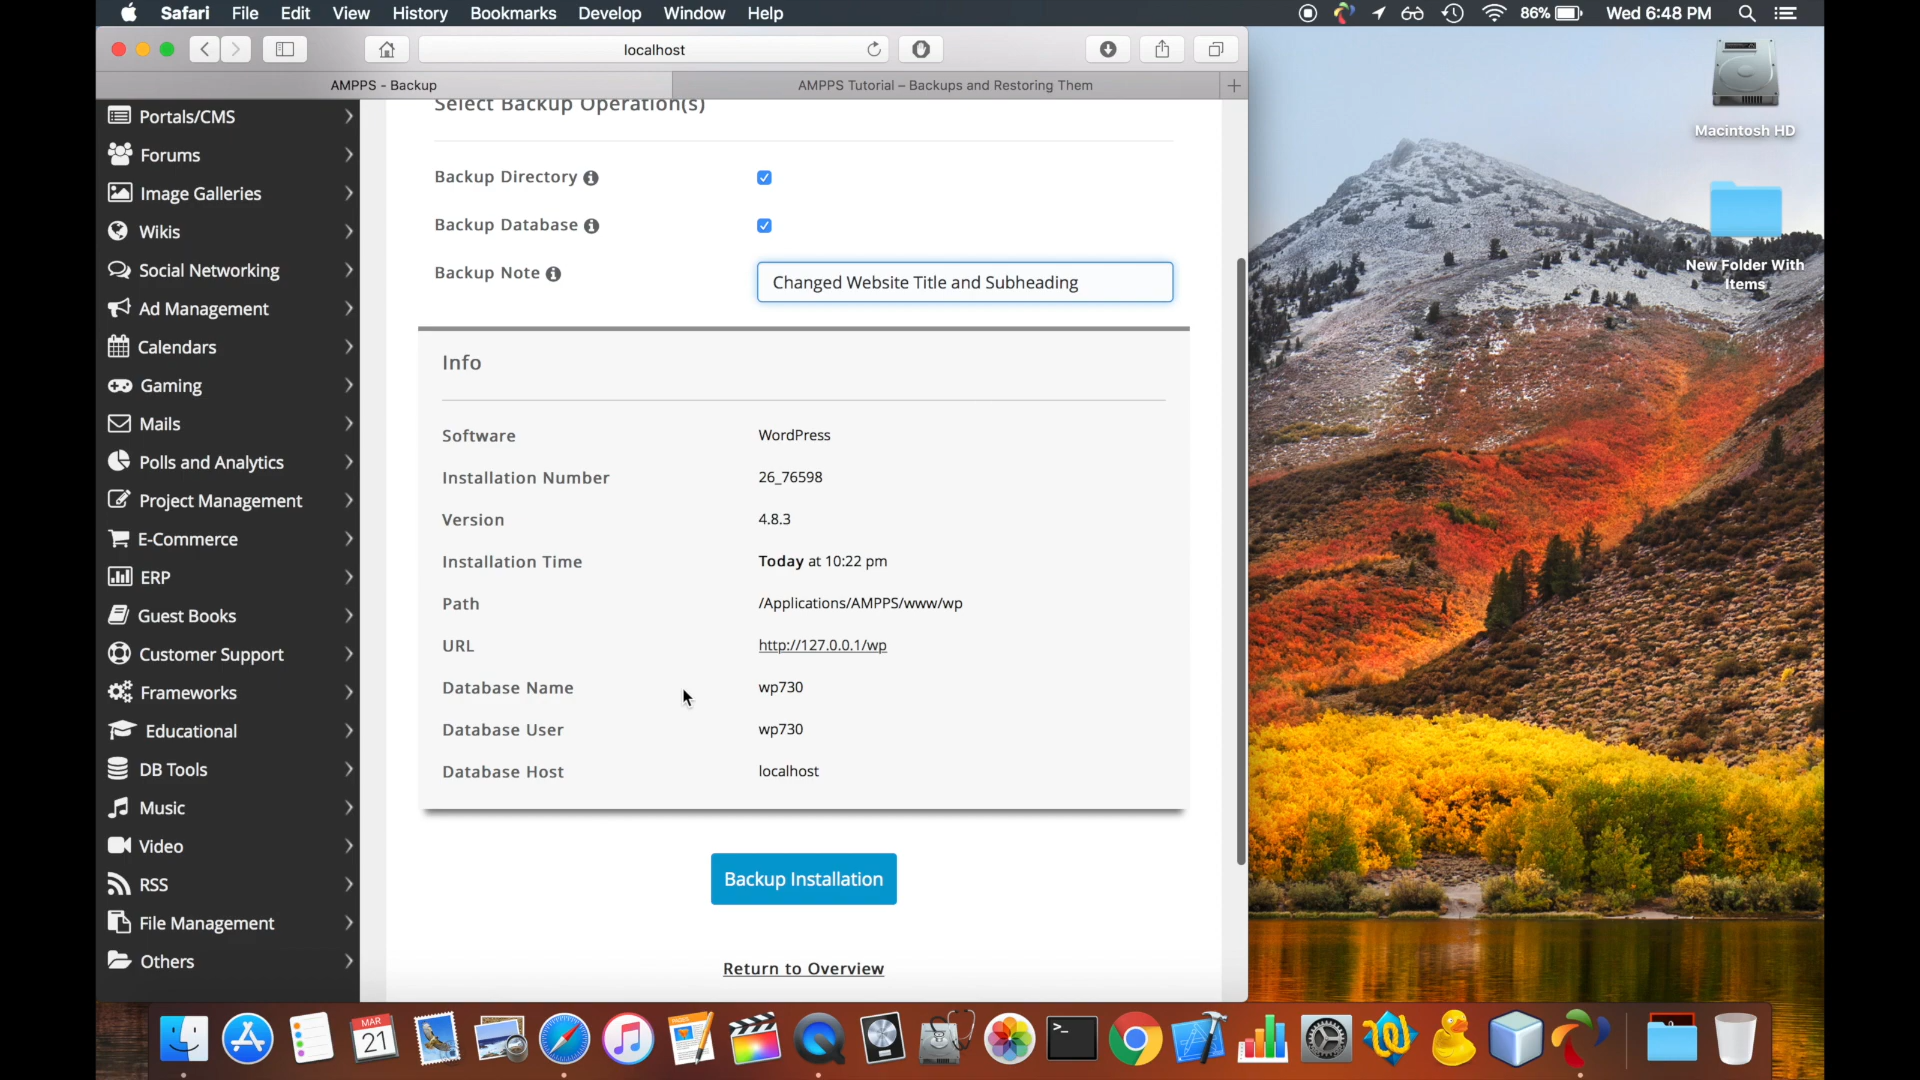 Safari File Edit View History Bookmarks Develop Window Help
86% Wed 6:48 PM
localhost
AMPPS - Backup
AMPPS Tutorial – Backups and Restoring Them
Portals/CMS
Forums
Image Galleries
Wikis
Social Networking
Ad Management
Calendars
Gaming
Mails
Polls and Analytics
Project Management
E-Commerce
ERP
Guest Books
Customer Support
Frameworks
Educational
DB Tools
Music
Video
RSS
File Management
Others
Select Backup Operation(s)
Backup Directory
Backup Database
Backup Note
Changed Website Title and Subheading
Info
Software WordPress
Installation Number 26_76598
Version 4.8.3
Installation Time Today at 10:22 pm
Path /Applications/AMPPS/www/wp
URL http://127.0.0.1/wp
Database Name wp730
Database User wp730
Database Host localhost
Backup Installation
Return to Overview
Macintosh HD
New Folder With
Items
MAR
21